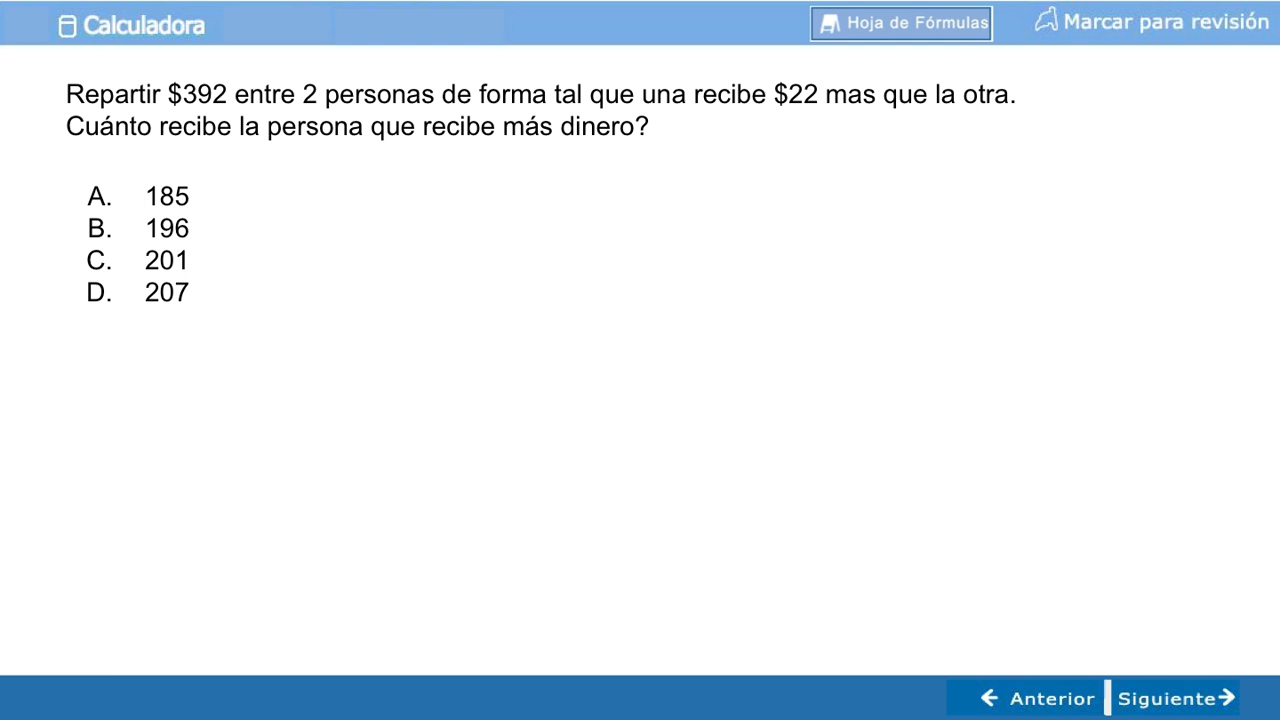 Calculadora
Hoja de Fórmulas
Marcar para revisión
Repartir $392 entre 2 personas de forma tal que una recibe $22 mas que la otra.
Cuánto recibe la persona que recibe más dinero?
A. 185
B. 196
C. 201
D. 207
Anterior
Siguiente